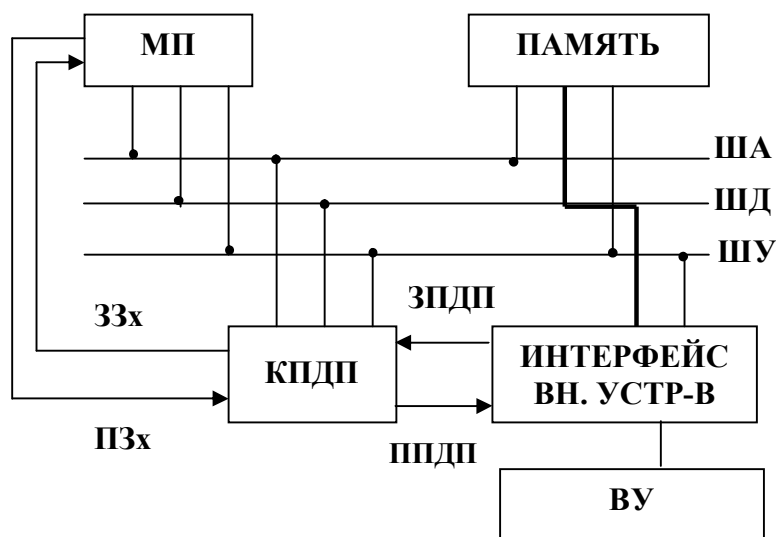 МП
ПАМЯТЬ
ША
ШД
ШУ
ЗЗх
ЗПДП
КПДП
ИНТЕРФЕЙС
ВН. УСТР-В
ПЗх
ППДП
ВУ